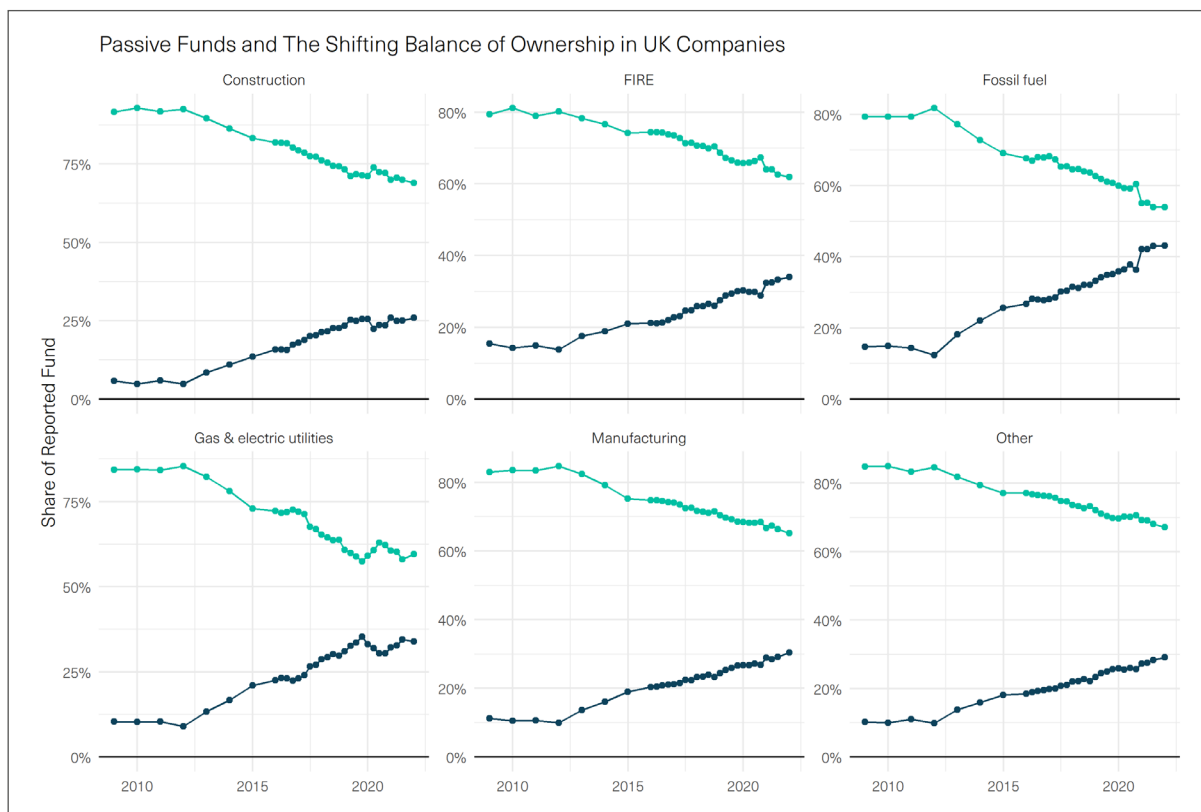 Passive Funds and The Shifting Balance of Ownership in UK Companies
Construction
FIRE
Fossil fuel
75%
50%
25%
0%
80%
60%
40%
20%
0%
80%
60%
40%
20%
0%
Share of Reported Fund
Gas & electric utilities
Manufacturing
Other
75%
50%
25%
0%
80%
60%
40%
20%
0%
80%
60%
40%
20%
0%
2010 2015 2020
2010 2015 2020
2010 2015 2020